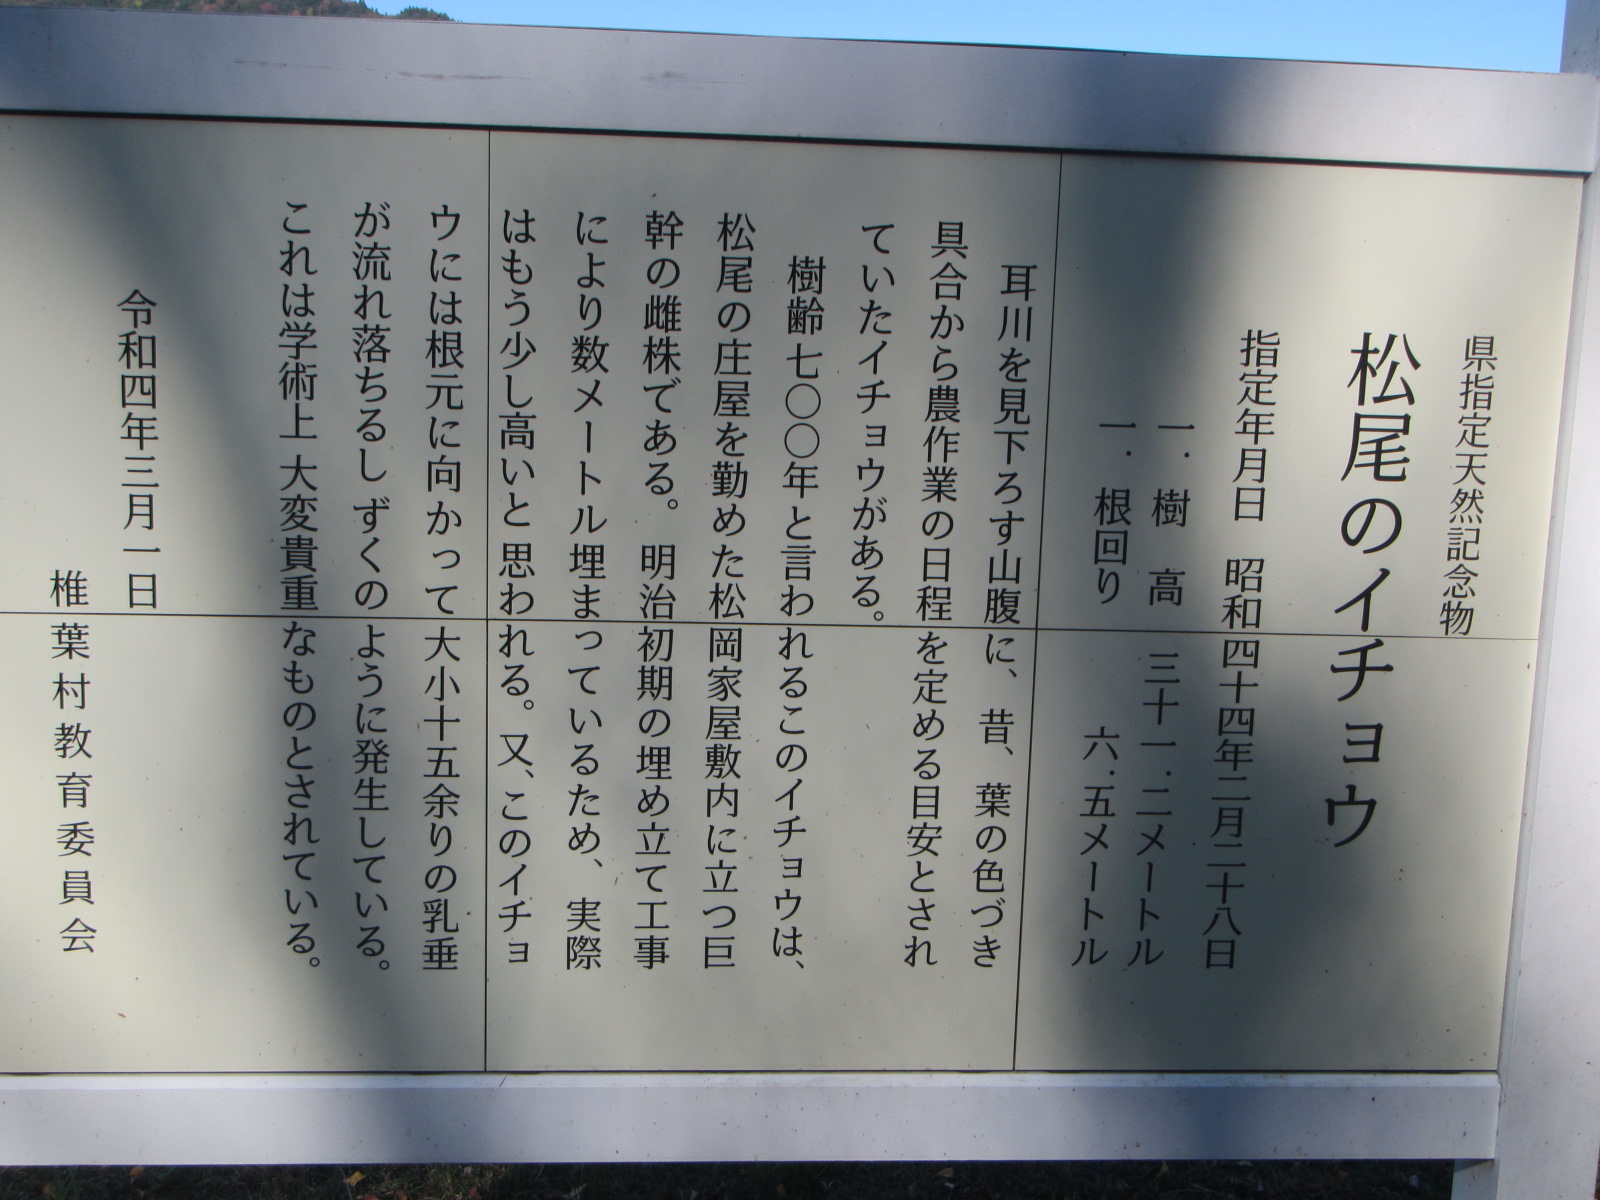 県指定天然記念物
松尾のイチョウ
指定年月日　昭和四十四年二月二十八日
一．樹　高　三十一．二メートル
一．根回り　六．五メートル
耳川を見下ろす山腹に、昔、葉の色づき
具合から農作業の日程を定める目安とされ
ていたイチョウがある。
樹齢七〇〇年と言われるこのイチョウは、
松尾の庄屋を勤めた松岡家屋敷内に立つ巨
幹の雌株である。明治初期の埋め立て工事
により数メートル埋まっているため、実際
はもう少し高いと思われる。又、このイチョ
ウには根元に向かって大小十五余りの乳垂
が流れ落ちるしずくのように発生している。
これは学術上大変貴重なものとされている。
令和四年三月一日
椎葉村教育委員会